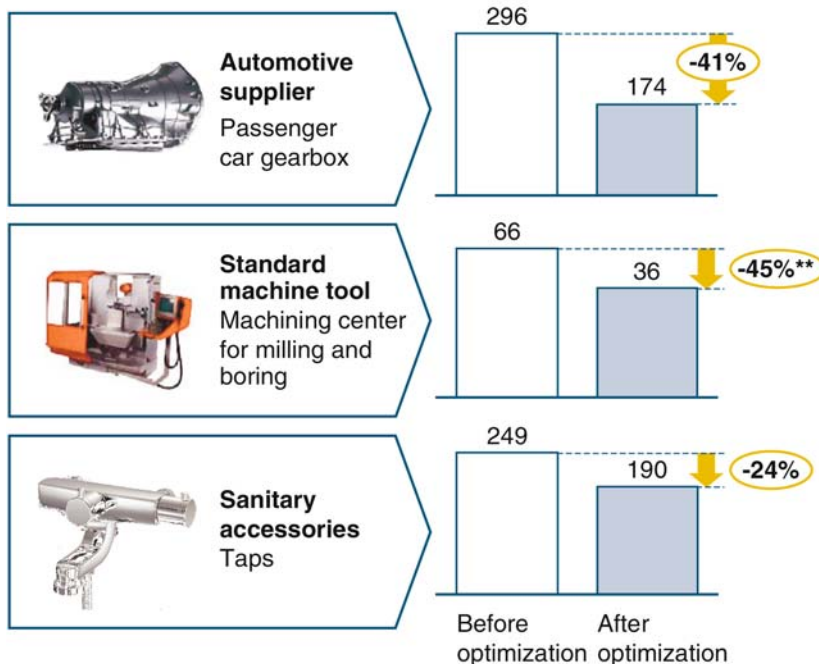 Automotive
supplier
Passenger
car gearbox
296
174
-41%
Standard
machine tool
Machining center
for milling and
boring
66
36
-45%**
Sanitary
accessories
Taps
249
190
-24%
Before
optimization
After
optimization